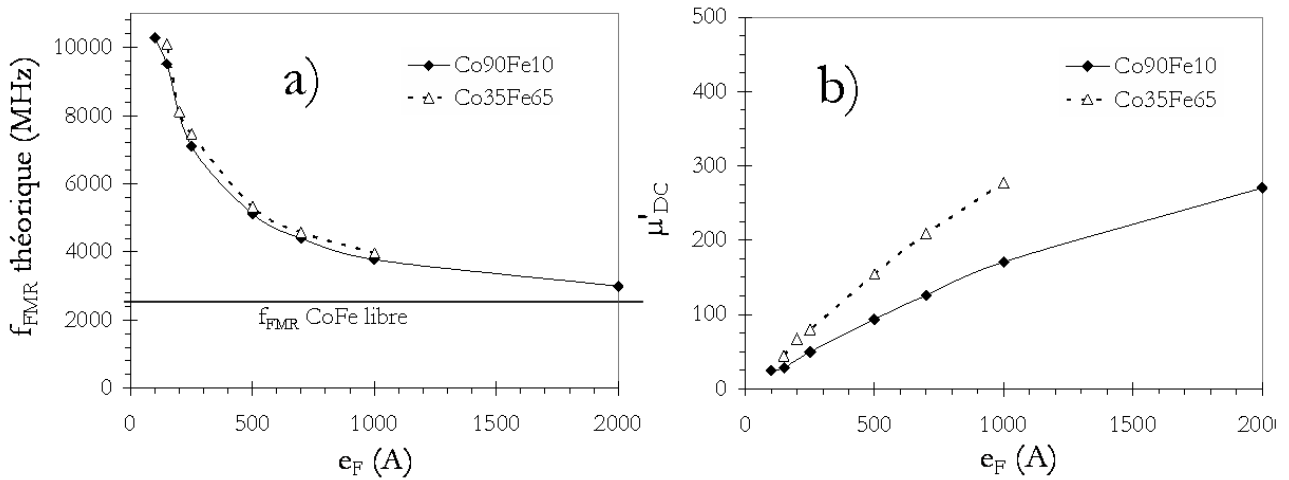 a)
Co90Fe10
Co35Fe65
f_FMR théorique (MHz)
10000
8000
6000
4000
2000
0
f_FMR CoFe libre
0 500 1000 1500 2000
e_F (A)
b)
Co90Fe10
Co35Fe65
μ'_DC
500
400
300
200
100
0
0 500 1000 1500
e_F (A)